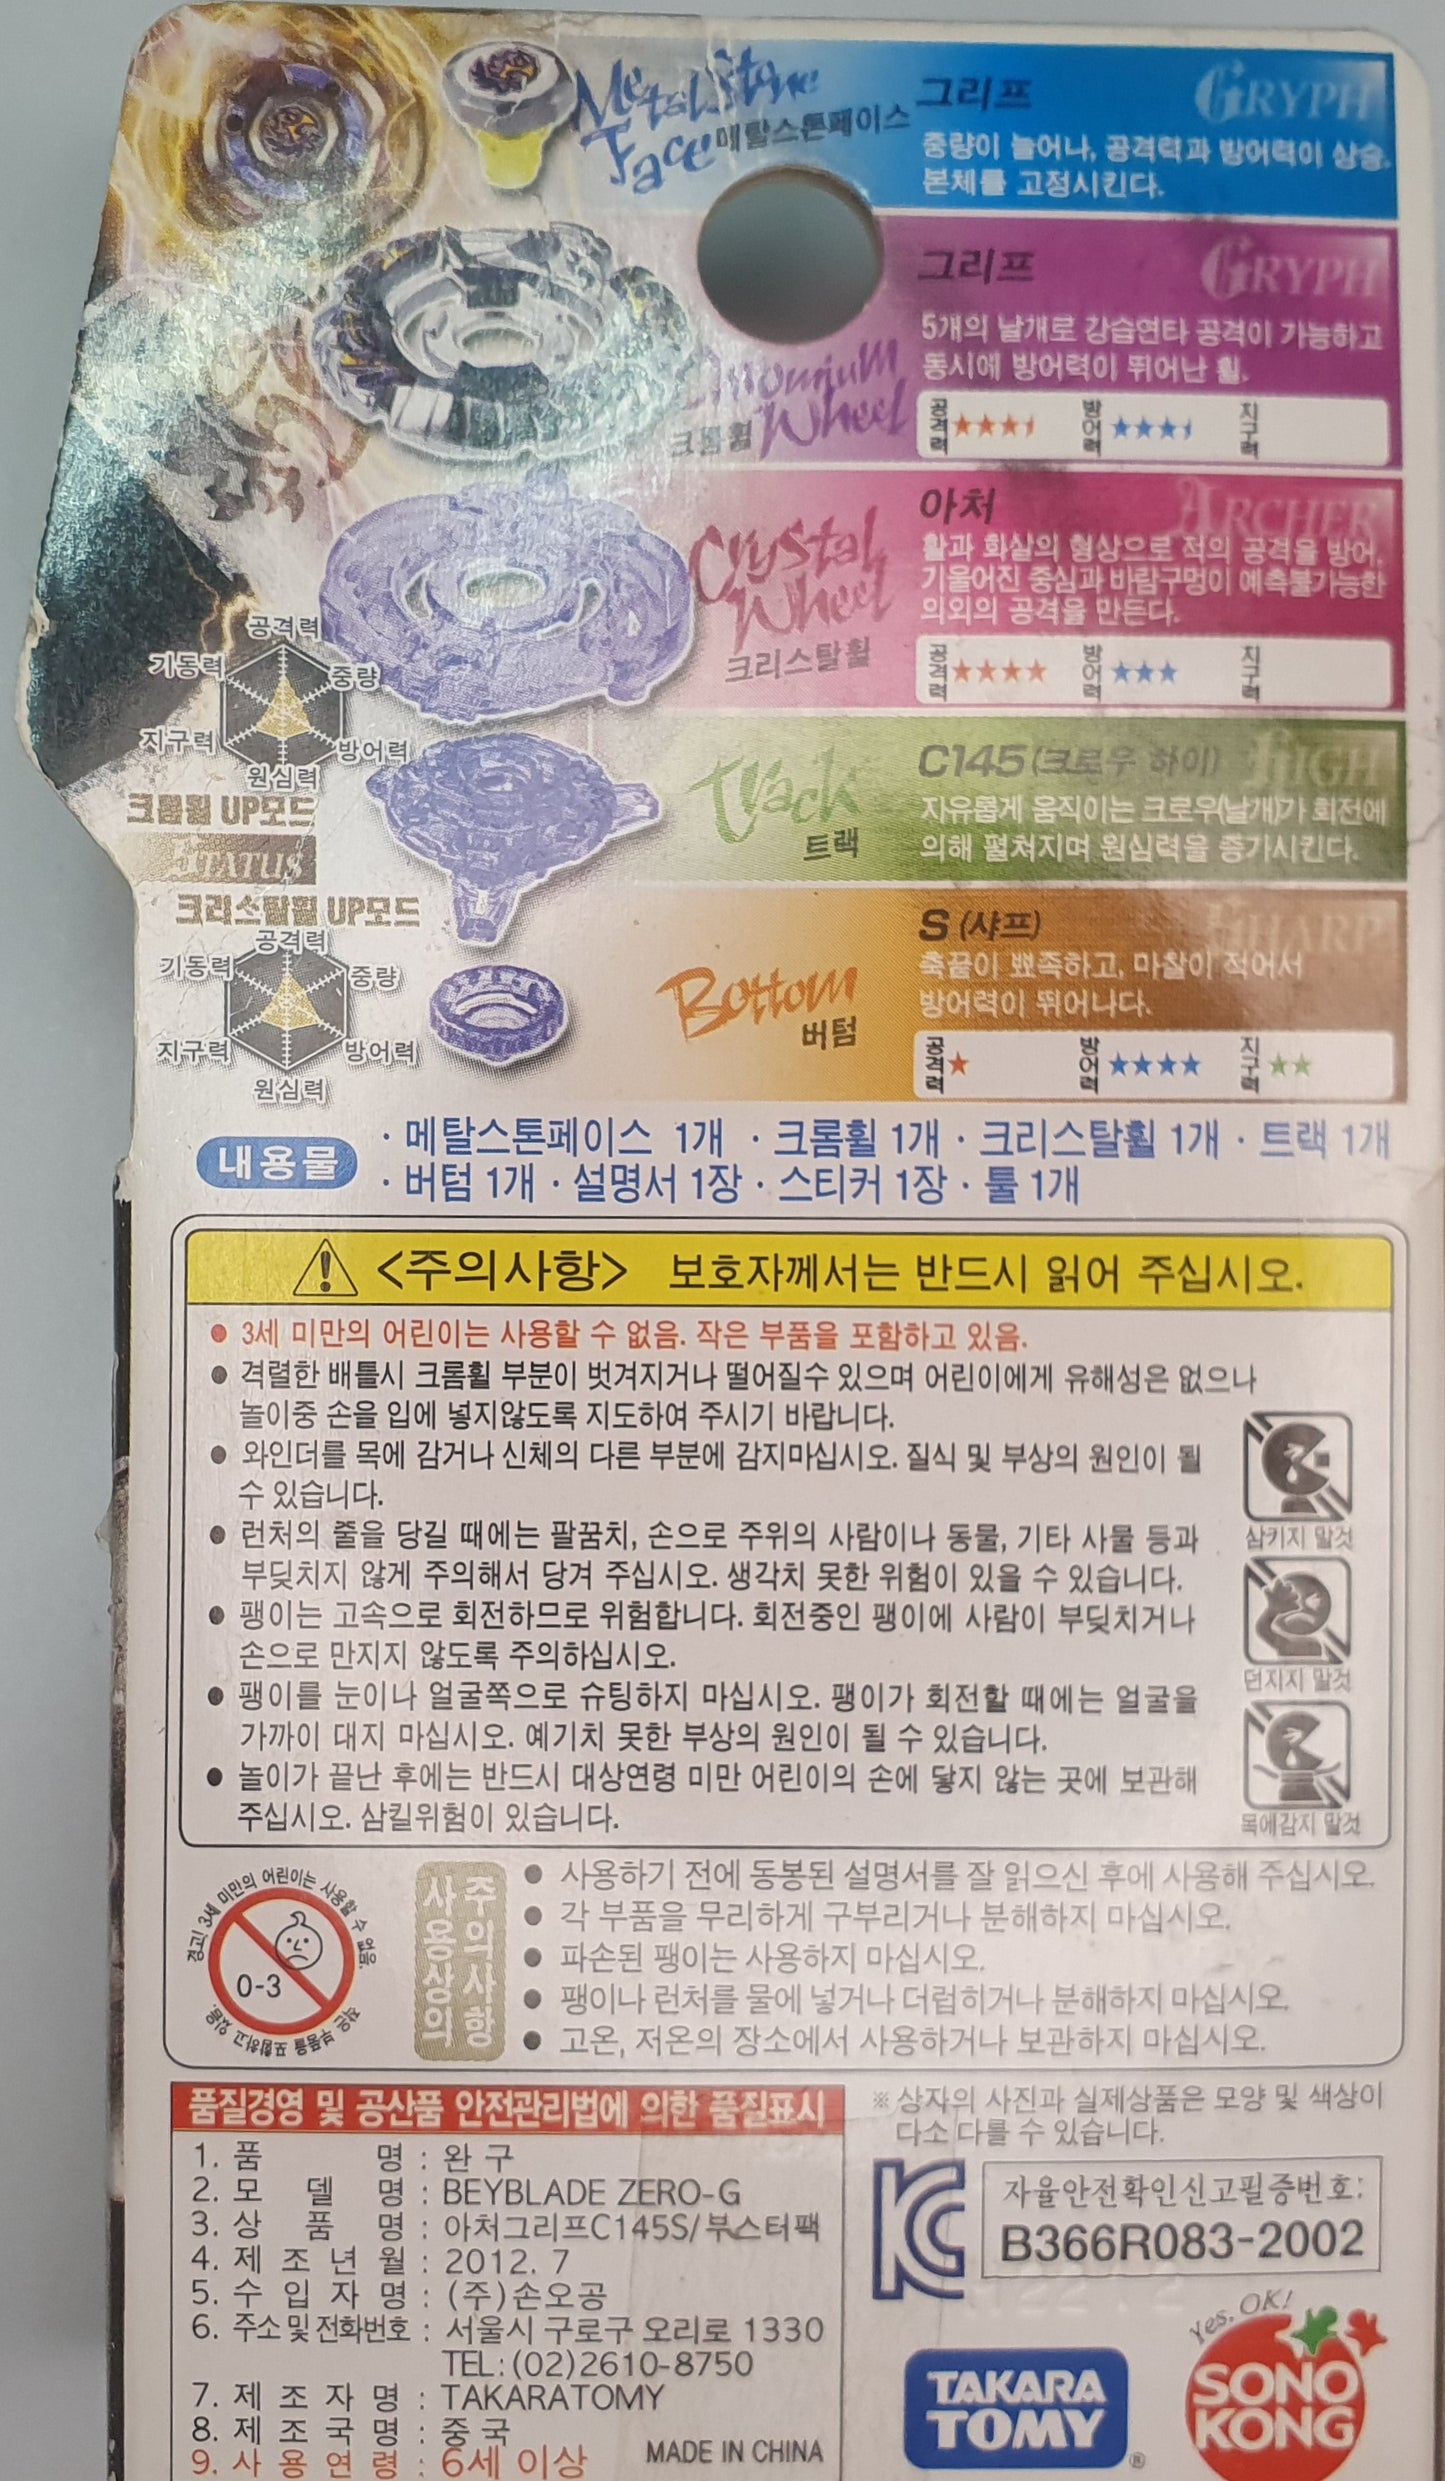 Metal Stone
Face 메탈스톤페이스
그리프 GRYPH
중량이 늘어나, 공격력과 방어력이 상승.
본체를 고정시킨다.
그리프 GRYPH
5개의 날개로 강습연타 공격이 가능하고
동시에 방어력이 뛰어난 휠.
Wheel
크롬휠
공격력 ★★★ 방어력 ★★★ 지구력
Crystal
Wheel
크리스탈휠
아처 ARCHER
활과 화살의 형상으로 적의 공격을 방어.
기울어진 중심과 바람구멍이 예측불가능한
의외의 공격을 만든다.
공격력 ★★★★ 방어력 ★★★ 지구력
Track
트랙
C145 (크로우 하이) HIGH
자유롭게 움직이는 크로우(날개)가 회전에
의해 펼쳐지며 원심력을 증가시킨다.
Bottom
버텀
S (샤프) SHARP
축끝이 뾰족하고, 마찰이 적어서
방어력이 뛰어나다.
공격력 ★ 방어력 ★★★★ 지구력 ★★
공격력
기동력 중량
지구력 방어력
원심력
크롬휠 UP모드
STATUS
크리스탈휠 UP모드
공격력
기동력 중량
지구력 방어력
원심력
내용물
· 메탈스톤페이스 1개 · 크롬휠 1개 · 크리스탈휠 1개 · 트랙 1개
· 버텀 1개 · 설명서 1장 · 스티커 1장 · 툴 1개
<주의사항> 보호자께서는 반드시 읽어 주십시오.
● 3세 미만의 어린이는 사용할 수 없음. 작은 부품을 포함하고 있음.
● 격렬한 배틀시 크롬휠 부분이 벗겨지거나 떨어질수 있으며 어린이에게 유해성은 없으나
놀이중 손을 입에 넣지않도록 지도하여 주시기 바랍니다.
● 와인더를 목에 감거나 신체의 다른 부분에 감지마십시오. 질식 및 부상의 원인이 될
수 있습니다.
● 런처의 줄을 당길 때에는 팔꿈치, 손으로 주위의 사람이나 동물, 기타 사물 등과
부딪치지 않게 주의해서 당겨 주십시오. 생각치 못한 위험이 있을 수 있습니다.
● 팽이는 고속으로 회전하므로 위험합니다. 회전중인 팽이에 사람이 부딪치거나
손으로 만지지 않도록 주의하십시오.
● 팽이를 눈이나 얼굴쪽으로 슈팅하지 마십시오. 팽이가 회전할 때에는 얼굴을
가까이 대지 마십시오. 예기치 못한 부상의 원인이 될 수 있습니다.
● 놀이가 끝난 후에는 반드시 대상연령 미만 어린이의 손에 닿지 않는 곳에 보관해
주십시오. 삼킬위험이 있습니다.
삼키지 말것
던지지 말것
목에감지 말것
경고! 3세 미만의 어린이는 사용할 수 없음.
0-3
작은 부품을 포함하고 있음.
사용상의
주의사항
● 사용하기 전에 동봉된 설명서를 잘 읽으신 후에 사용해 주십시오.
● 각 부품을 무리하게 구부리거나 분해하지 마십시오.
● 파손된 팽이는 사용하지 마십시오.
● 팽이나 런처를 물에 넣거나 더럽히거나 분해하지 마십시오.
● 고온, 저온의 장소에서 사용하거나 보관하지 마십시오.
품질경영 및 공산품 안전관리법에 의한 품질표시
1. 품 명 : 완 구
2. 모 델 명 : BEYBLADE ZERO-G
3. 상 품 명 : 아처그리프C145S/부스터팩
4. 제 조 년 월 : 2012. 7
5. 수 입 자 명 : (주)손오공
6. 주소 및 전화번호 : 서울시 구로구 오리로 1330
TEL:(02)2610-8750
7. 제 조 자 명 : TAKARATOMY
8. 제 조 국 명 : 중 국
9. 사 용 연 령 : 6세 이상
MADE IN CHINA
※ 상자의 사진과 실제상품은 모양 및 색상이
다소 다를 수 있습니다.
자율안전확인신고필증번호:
B366R083-2002
TAKARA
TOMY ®
Yes, OK!
SONO
KONG